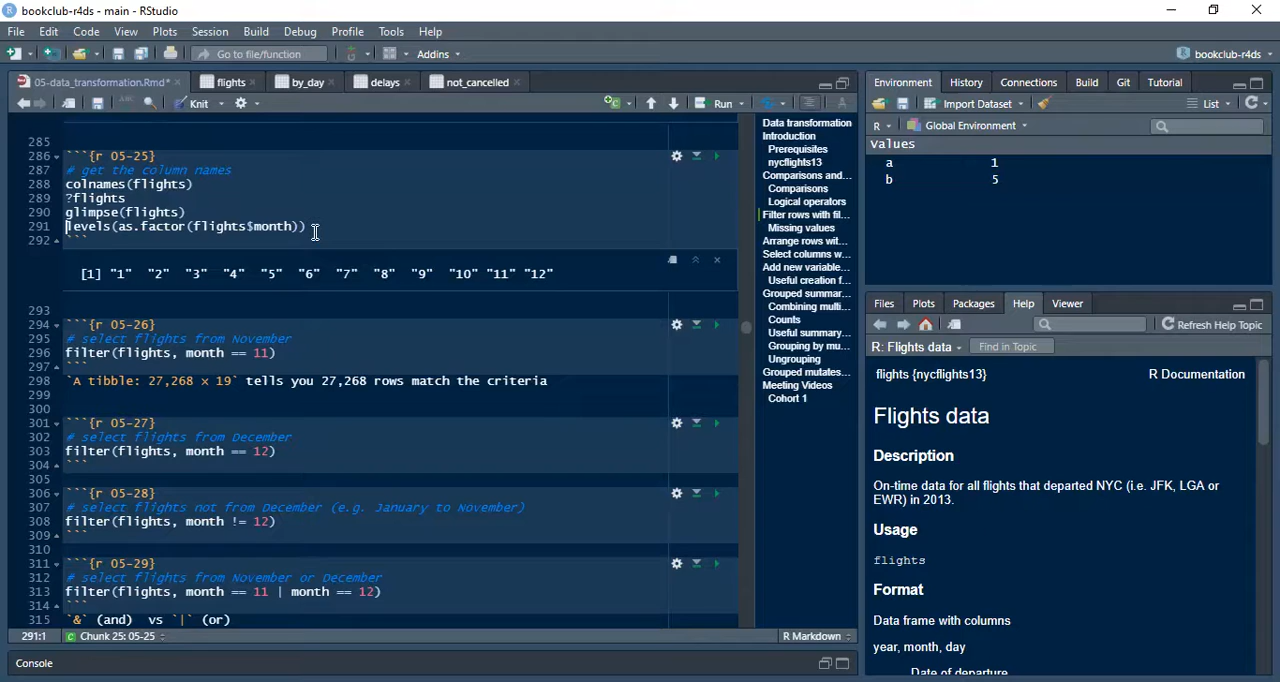 bookclub-r4ds - main - RStudio
File Edit Code View Plots Session Build Debug Profile Tools Help
Go to file/function Addins bookclub-r4ds
05-data_transformation.Rmd* flights by_day delays not_cancelled
Knit Run
285
286 ```{r 05-25}
287 # get the column names
288 colnames(flights)
289 ?flights
290 glimpse(flights)
291 levels(as.factor(flights$month))
292 ```
[1] "1" "2" "3" "4" "5" "6" "7" "8" "9" "10" "11" "12"
293
294 ```{r 05-26}
295 # select flights from November
296 filter(flights, month == 11)
297 ```
298 `A tibble: 27,268 x 19` tells you 27,268 rows match the criteria
299
300
301 ```{r 05-27}
302 # select flights from December
303 filter(flights, month == 12)
304 ```
305
306 ```{r 05-28}
307 # select flights not from December (e.g. January to November)
308 filter(flights, month != 12)
309 ```
310
311 ```{r 05-29}
312 # select flights from November or December
313 filter(flights, month == 11 | month == 12)
314 ```
315 `&` (and) vs `|` (or)
291:1 Chunk 25: 05-25 R Markdown
Console
Data transformation
Introduction
Prerequisites
nycflights13
Comparisons and...
Comparisons
Logical operators
Filter rows with fil...
Missing values
Arrange rows wit...
Select columns w...
Add new variable...
Useful creation f...
Grouped summar...
Combining multi...
Counts
Useful summary...
Grouping by mu...
Ungrouping
Grouped mutates...
Meeting Videos
Cohort 1
Environment History Connections Build Git Tutorial
Import Dataset List
R Global Environment
Values
a 1
b 5
Files Plots Packages Help Viewer
Refresh Help Topic
R: Flights data Find in Topic
flights {nycflights13} R Documentation
Flights data
Description
On-time data for all flights that departed NYC (i.e. JFK, LGA or
EWR) in 2013.
Usage
flights
Format
Data frame with columns
year, month, day
Date of departure